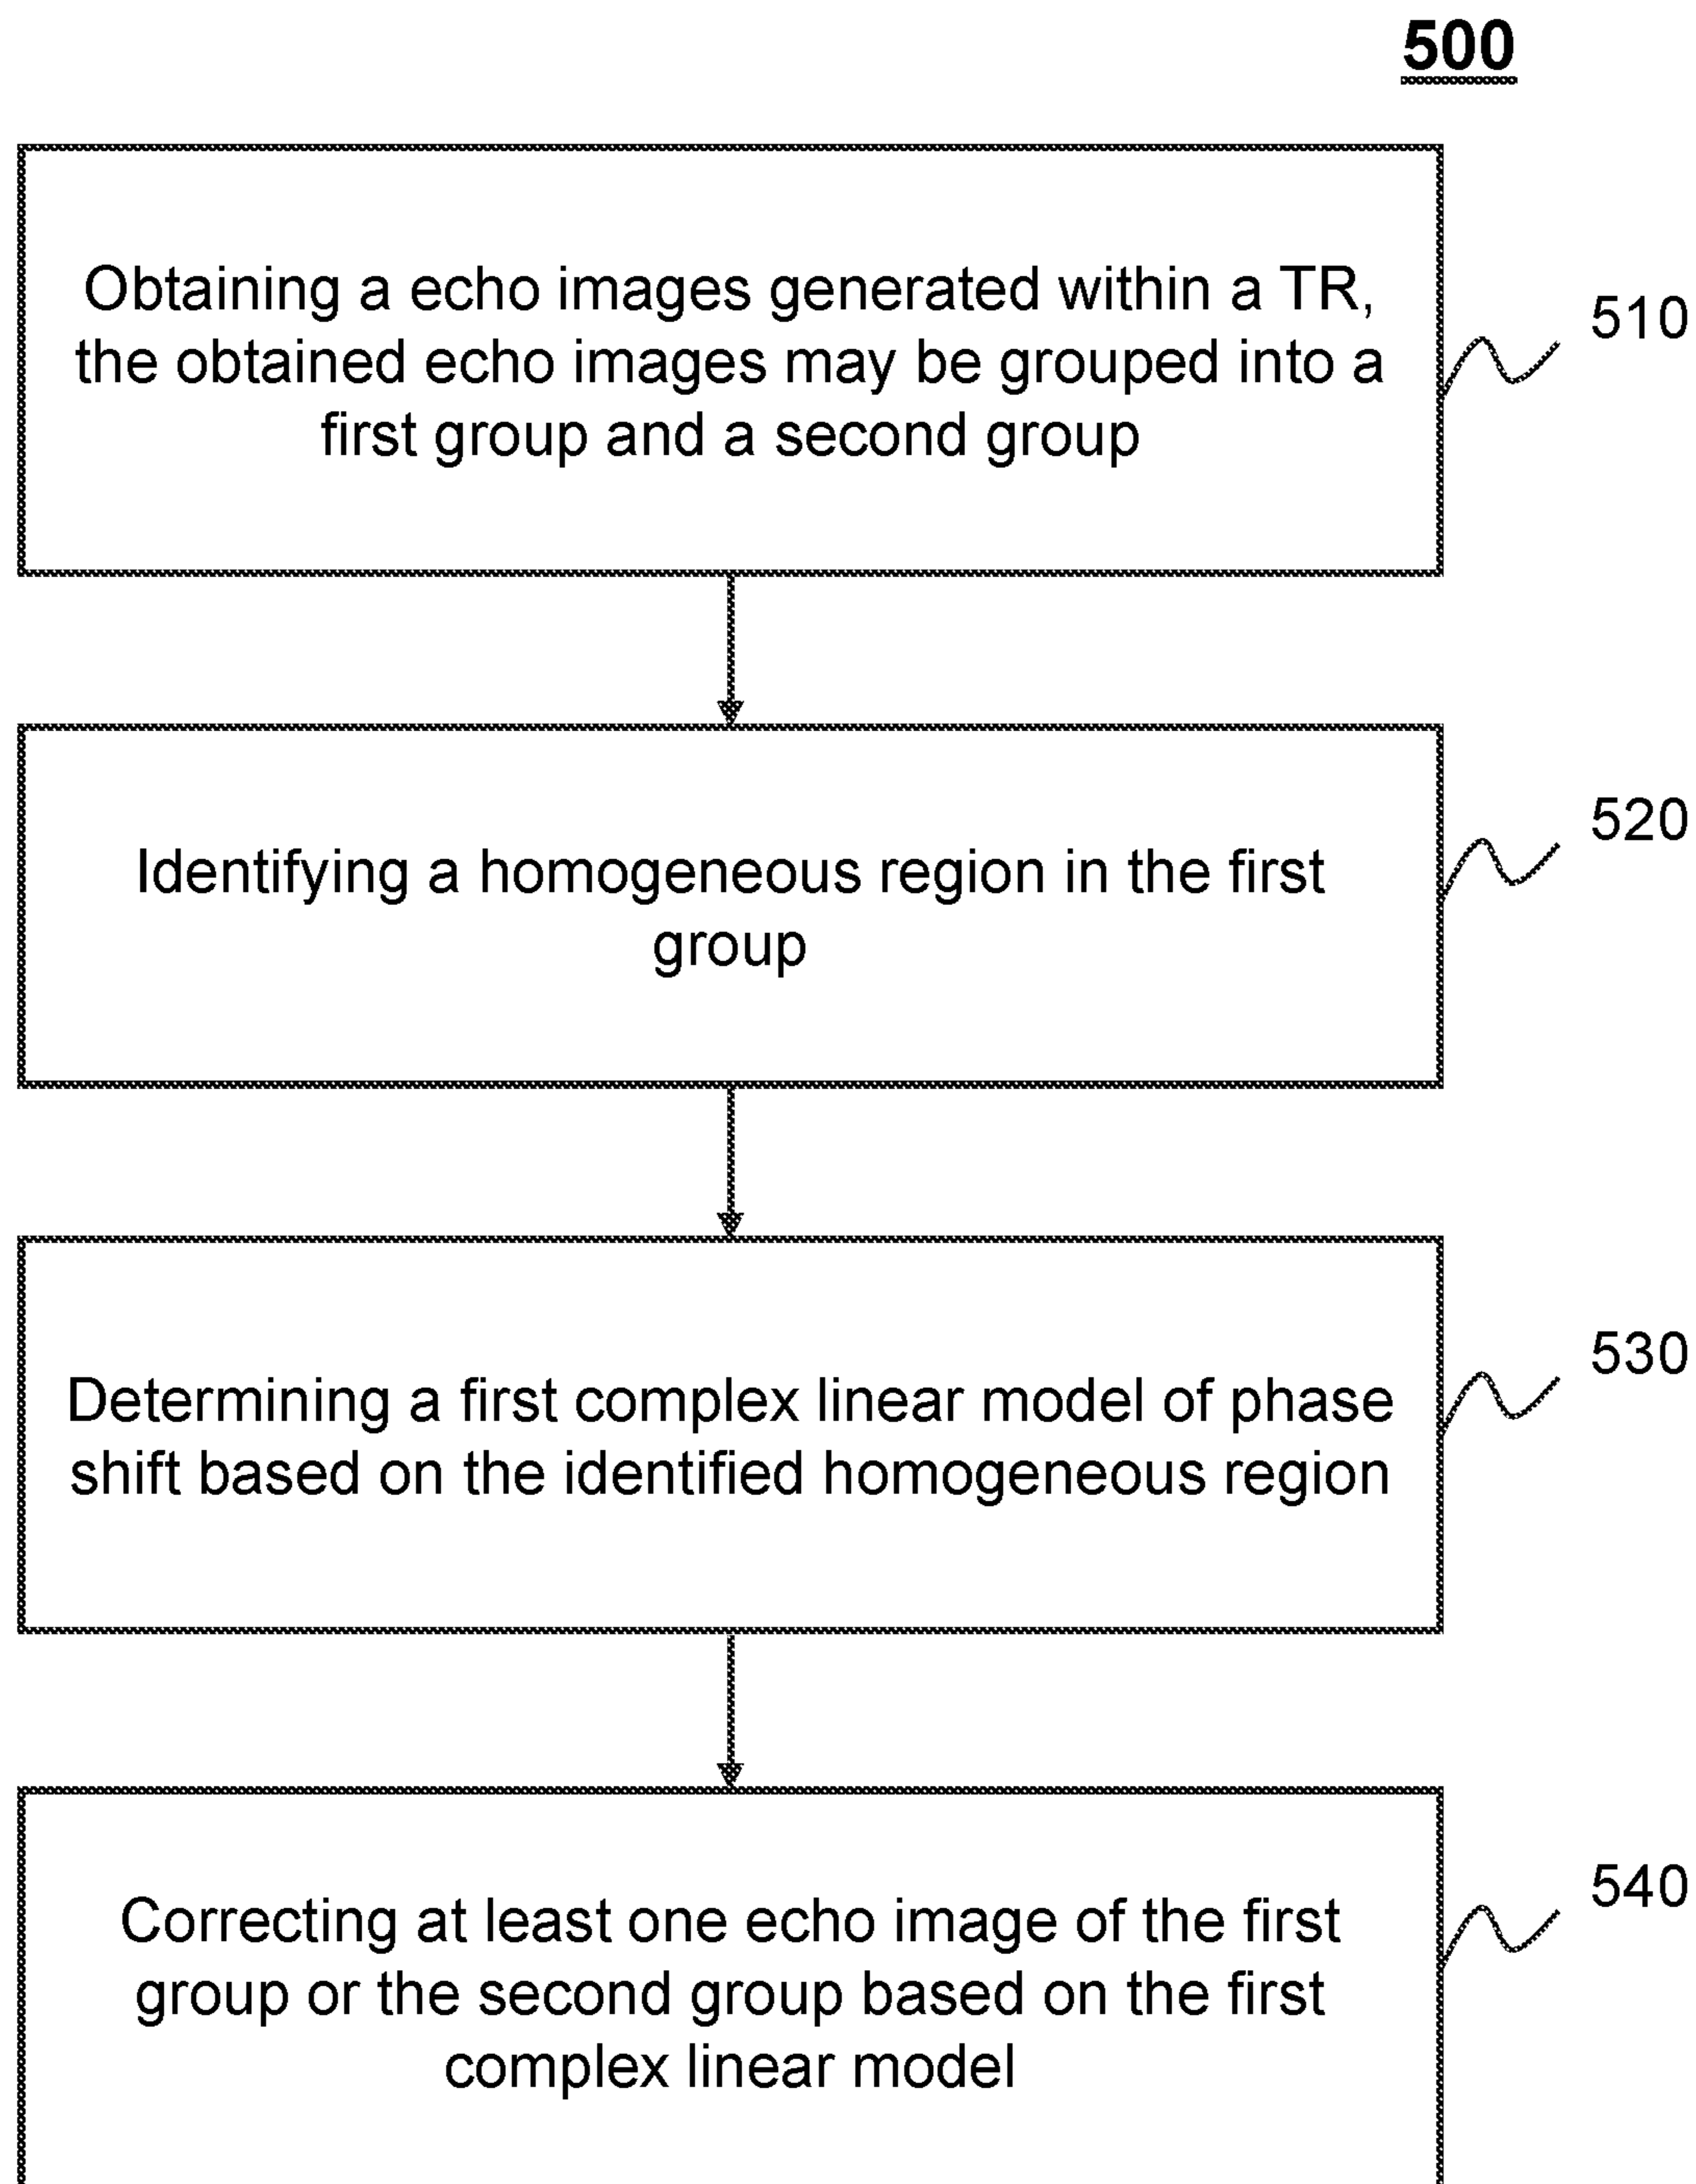 500
Obtaining a echo images generated within a TR,
the obtained echo images may be grouped into a
first group and a second group
510
Identifying a homogeneous region in the first
group
520
Determining a first complex linear model of phase
shift based on the identified homogeneous region
530
Correcting at least one echo image of the first
group or the second group based on the first
complex linear model
540